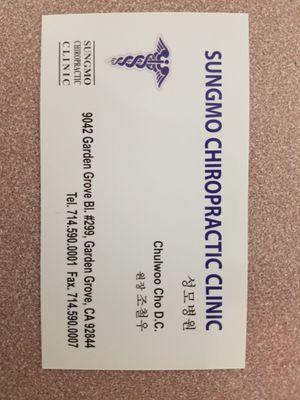 SUNGMO CHIROPRACTIC CLINIC
성모병원
Chulwoo Cho D.C.
원장 조철우
SUNGMO
CHIROPRACTIC
CLINIC
9042 Garden Grove Bl. #299, Garden Grove, CA 92844
Tel. 714.590.0001 Fax. 714.590.0007